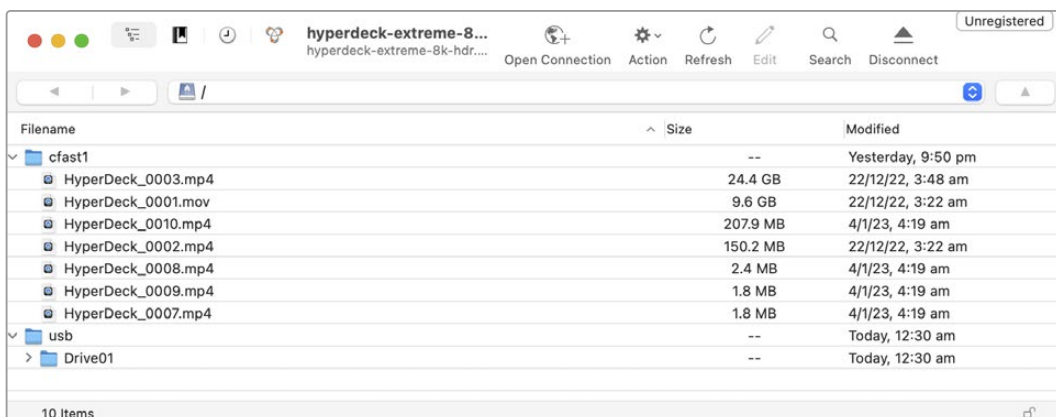 Unregistered
hyperdeck-extreme-8...
hyperdeck-extreme-8k-hdr....
Open Connection Action Refresh Edit Search Disconnect
/
Filename Size Modified
cfast1 -- Yesterday, 9:50 pm
HyperDeck_0003.mp4 24.4 GB 22/12/22, 3:48 am
HyperDeck_0001.mov 9.6 GB 22/12/22, 3:22 am
HyperDeck_0010.mp4 207.9 MB 4/1/23, 4:19 am
HyperDeck_0002.mp4 150.2 MB 22/12/22, 3:22 am
HyperDeck_0008.mp4 2.4 MB 4/1/23, 4:19 am
HyperDeck_0009.mp4 1.8 MB 4/1/23, 4:19 am
HyperDeck_0007.mp4 1.8 MB 4/1/23, 4:19 am
usb -- Today, 12:30 am
Drive01 -- Today, 12:30 am
10 Items